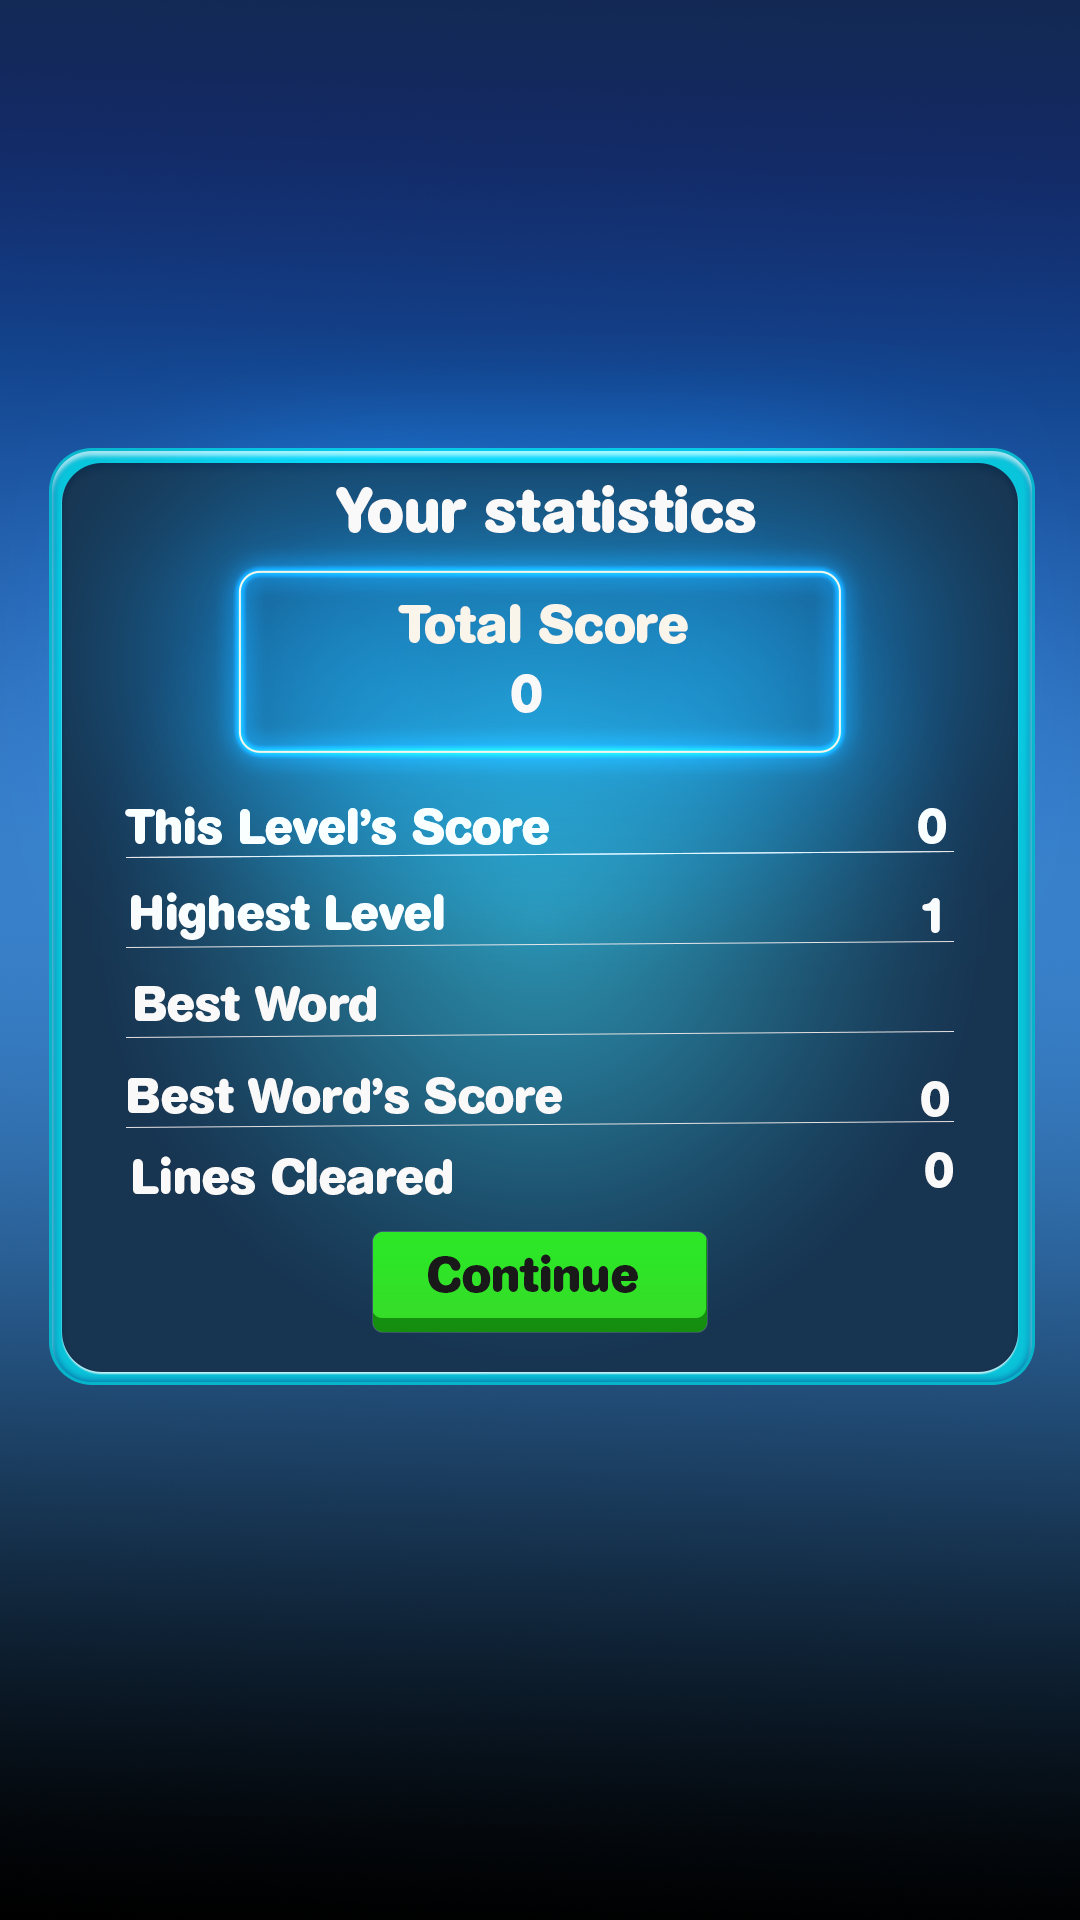 Your statistics
Total Score
0
This Level's Score 0
Highest Level 1
Best Word
Best Word's Score 0
Lines Cleared 0
Continue